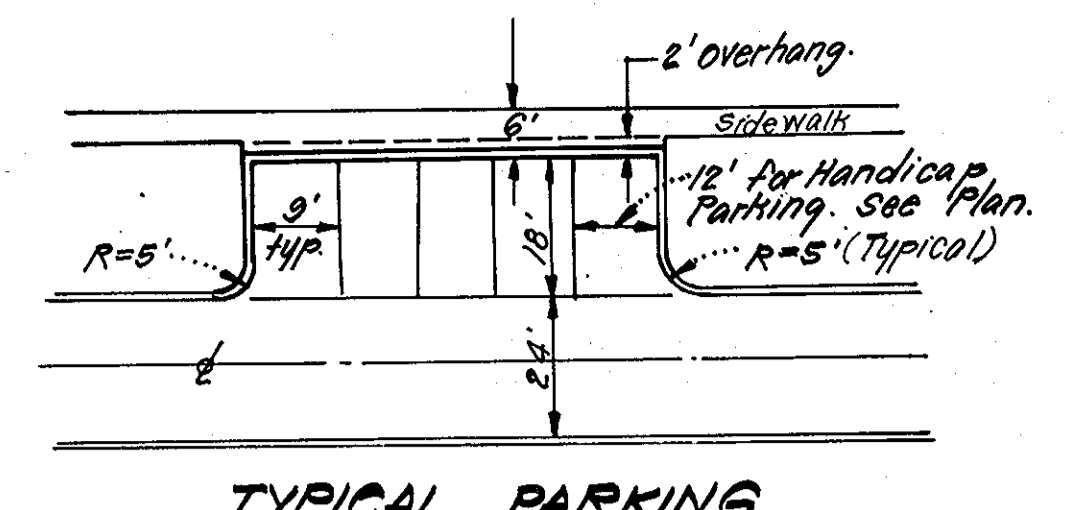 2' overhang.
6'
sidewalk
9'
typ.
18'
12' for Handicap
Parking. see Plan.
R=5'
R=5' (Typical)
24'
℄
TYPICAL PARKING